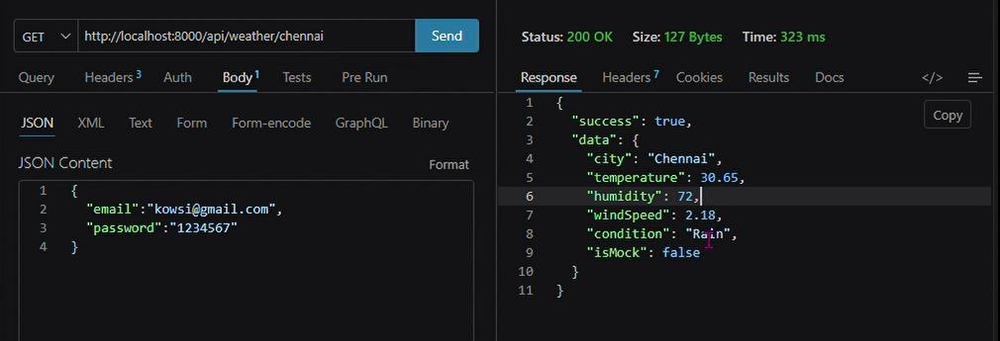 GET http://localhost:8000/api/weather/chennai Send
Query Headers 3 Auth Body 1 Tests Pre Run
JSON XML Text Form Form-encode GraphQL Binary
JSON Content Format
1 {
2 "email":"kowsi@gmail.com",
3 "password":"1234567"
4 }
Status: 200 OK Size: 127 Bytes Time: 323 ms
Response Headers 7 Cookies Results Docs </>
Copy
1 {
2 "success": true,
3 "data": {
4 "city": "Chennai",
5 "temperature": 30.65,
6 "humidity": 72,
7 "windSpeed": 2.18,
8 "condition": "Rain",
9 "isMock": false
10 }
11 }